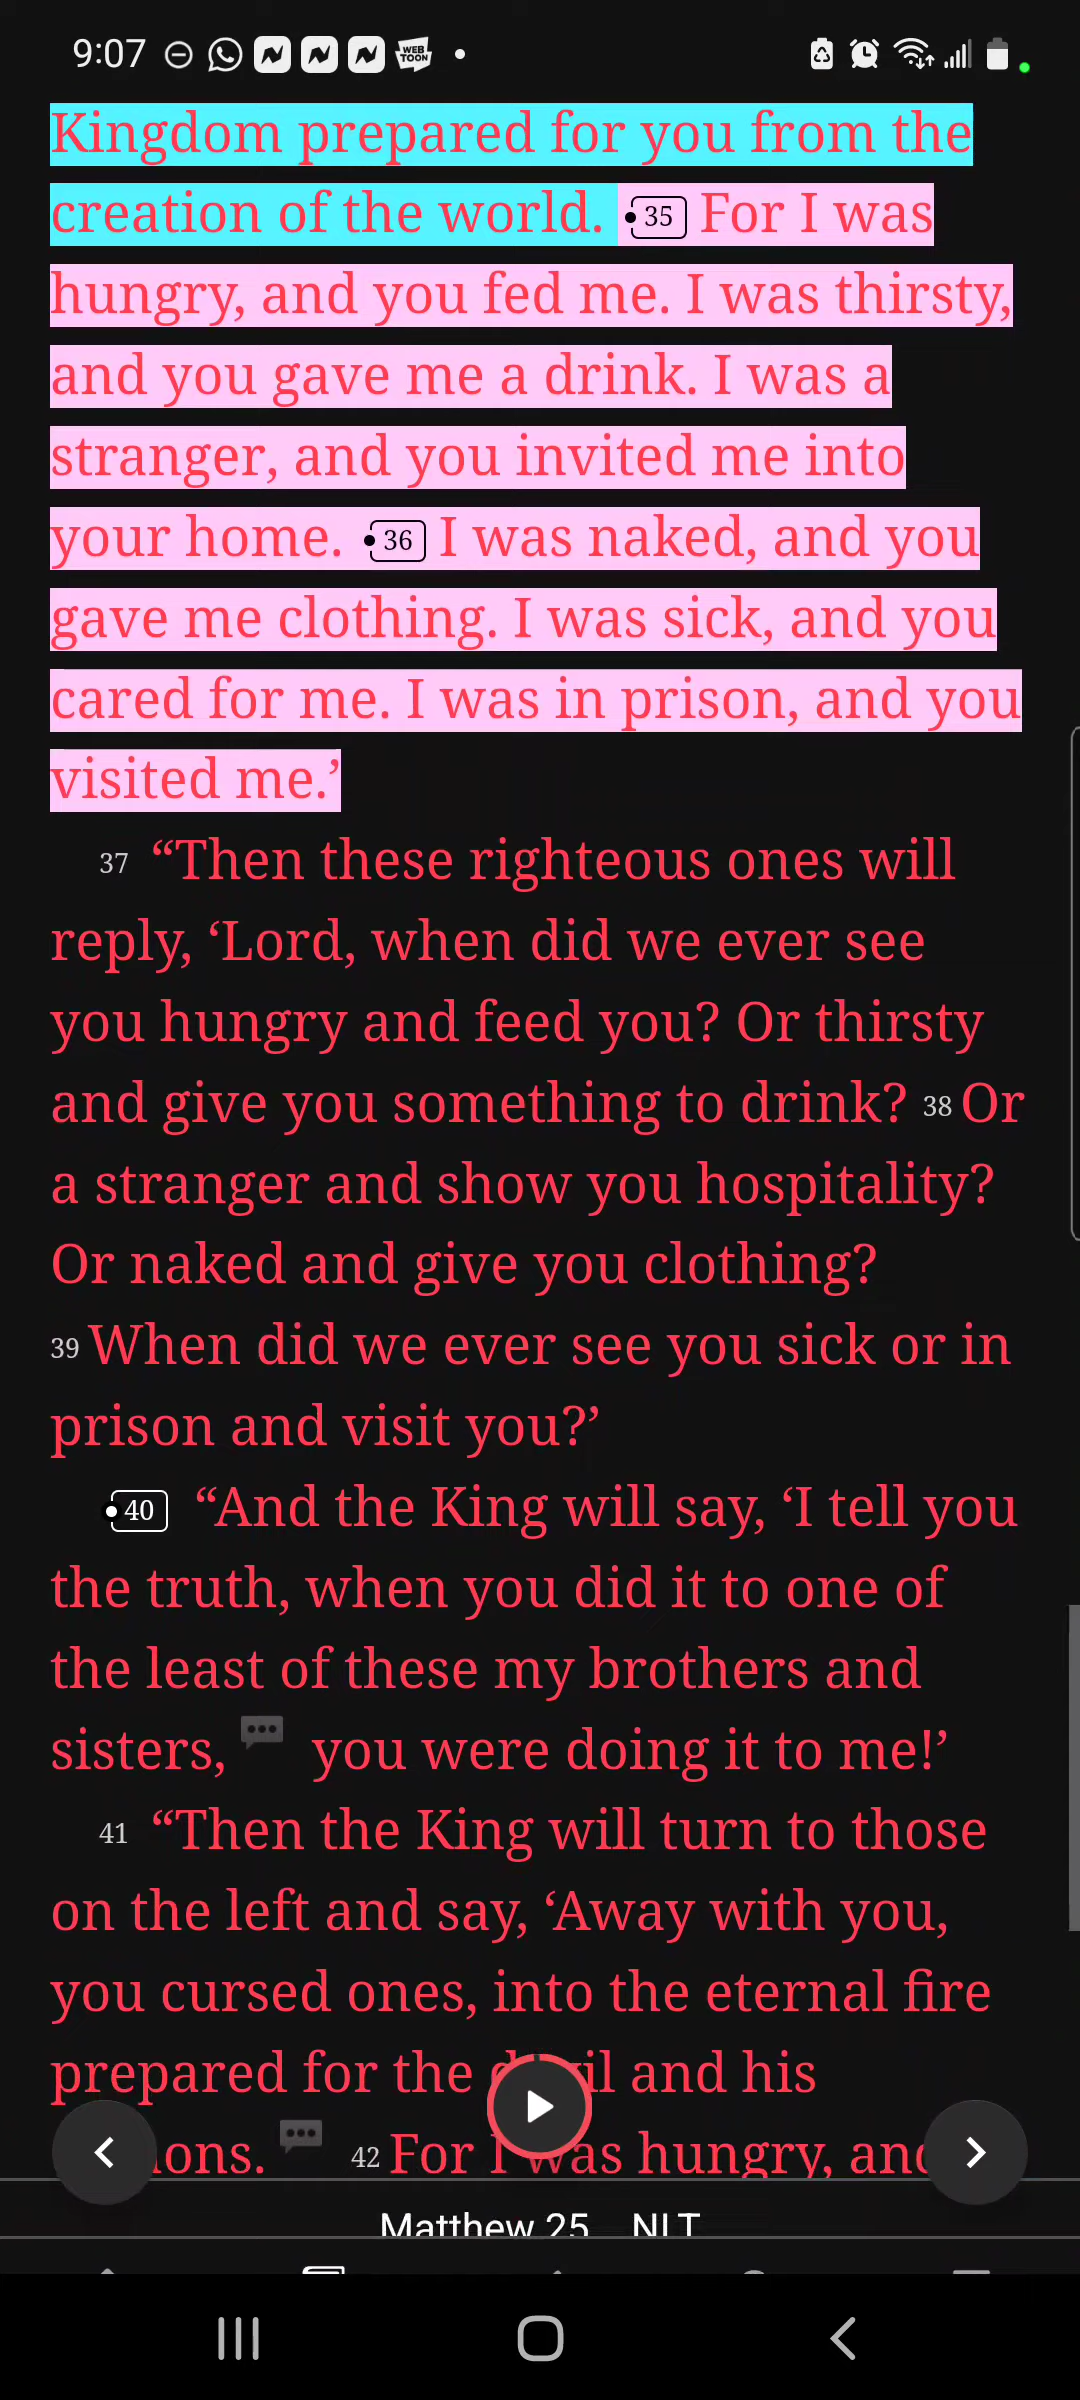 9:07 WEB TOON
Kingdom prepared for you from the
creation of the world. 35 For I was
hungry, and you fed me. I was thirsty,
and you gave me a drink. I was a
stranger, and you invited me into
your home. 36 I was naked, and you
gave me clothing. I was sick, and you
cared for me. I was in prison, and you
visited me.’
37 “Then these righteous ones will
reply, ‘Lord, when did we ever see
you hungry and feed you? Or thirsty
and give you something to drink? 38 Or
a stranger and show you hospitality?
Or naked and give you clothing?
39 When did we ever see you sick or in
prison and visit you?’
40 “And the King will say, ‘I tell you
the truth, when you did it to one of
the least of these my brothers and
sisters, you were doing it to me!’
41 “Then the King will turn to those
on the left and say, ‘Away with you,
you cursed ones, into the eternal fire
prepared for the and his
42 For I was hungry, and
Matthew 25 NLT